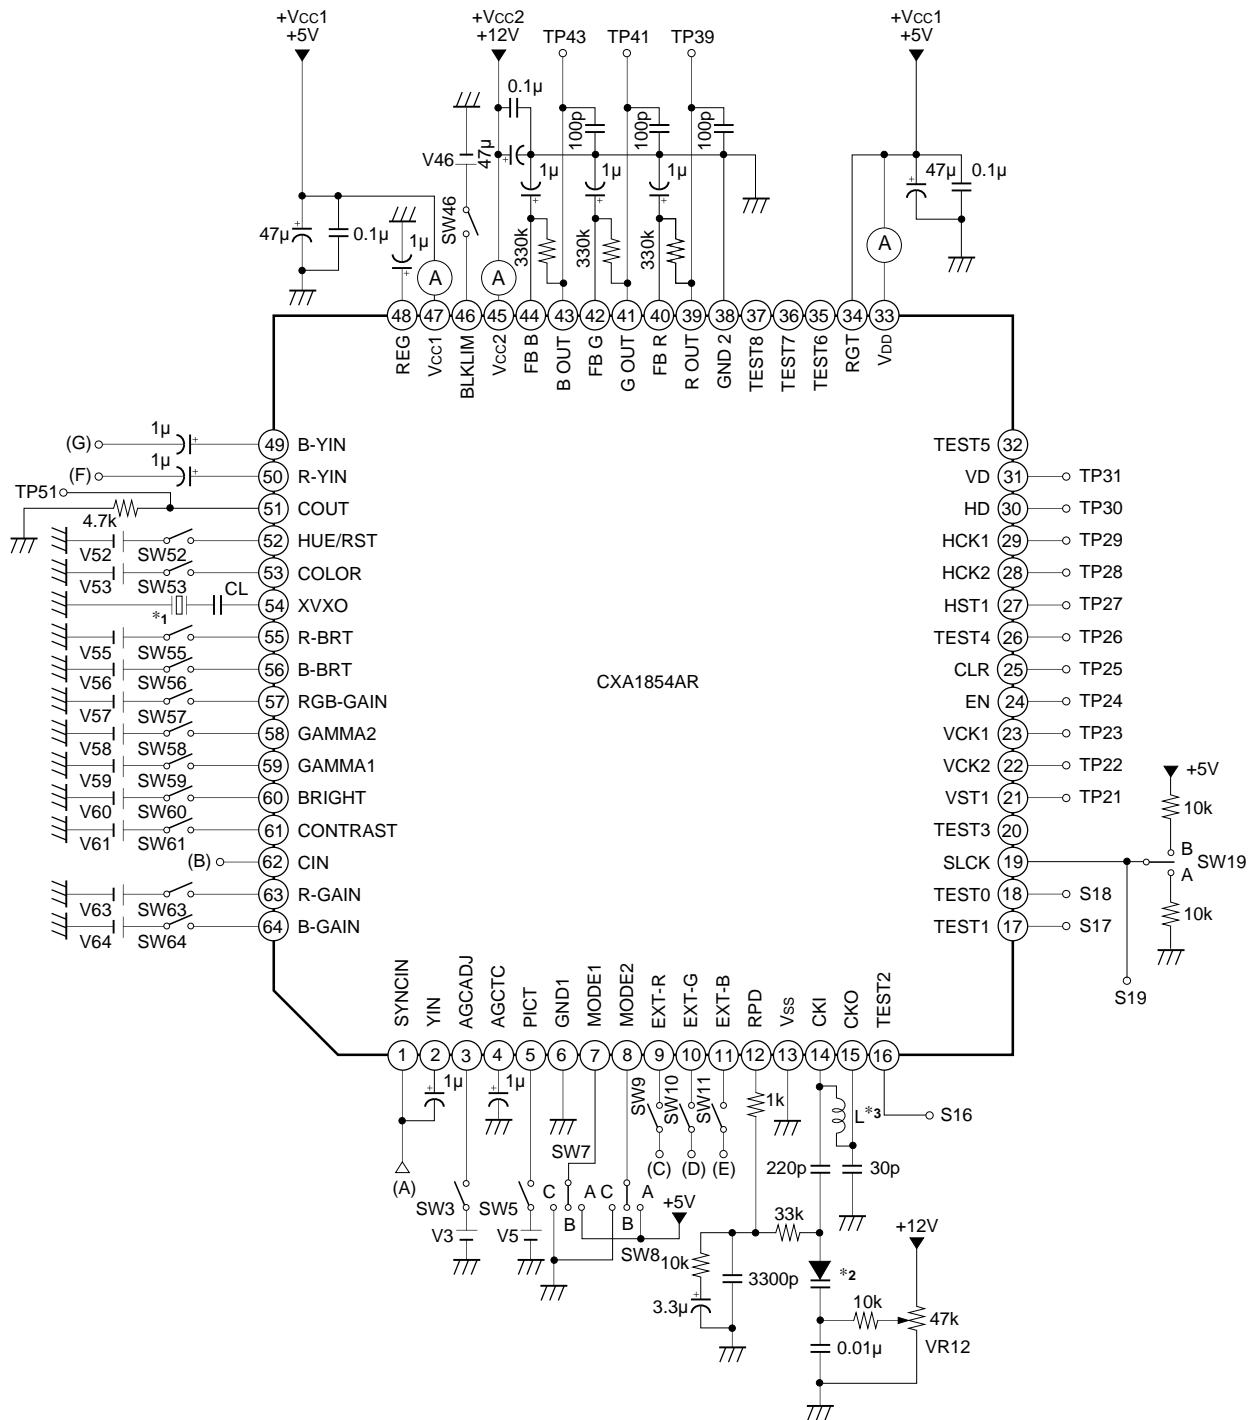 +VCC1
+5V
+VCC2
+12V
TP43
TP41
TP39
+VCC1
+5V
0.1µ
100p
100p
100p
V46
47µ
1µ
1µ
1µ
47µ
0.1µ
SW46
47µ
0.1µ
1µ
330k
330k
330k
A
A
A
48 47 46 45 44 43 42 41 40 39 38 37 36 35 34 33
REG
VCC1
BLKLIM
VCC2
FB B
B OUT
FB G
G OUT
FB R
R OUT
GND 2
TEST8
TEST7
TEST6
RGT
VDD
(G) 1µ 49 B-YIN
(F) 1µ 50 R-YIN
TP51
4.7k
51 COUT
V52 SW52 52 HUE/RST
V53 SW53 53 COLOR
*1 CL 54 XVXO
V55 SW55 55 R-BRT
V56 SW56 56 B-BRT
V57 SW57 57 RGB-GAIN
V58 SW58 58 GAMMA2
V59 SW59 59 GAMMA1
V60 SW60 60 BRIGHT
V61 SW61 61 CONTRAST
(B) 62 CIN
V63 SW63 63 R-GAIN
V64 SW64 64 B-GAIN
CXA1854AR
TEST5 32
VD 31 TP31
HD 30 TP30
HCK1 29 TP29
HCK2 28 TP28
HST1 27 TP27
TEST4 26 TP26
CLR 25 TP25
EN 24 TP24
VCK1 23 TP23
VCK2 22 TP22
VST1 21 TP21
TEST3 20
SLCK 19
TEST0 18 S18
TEST1 17 S17
+5V
10k
B
SW19
A
10k
S19
SYNCIN
YIN
AGCADJ
AGCTC
PICT
GND1
MODE1
MODE2
EXT-R
EXT-G
EXT-B
RPD
VSS
CKI
CKO
TEST2
1 2 3 4 5 6 7 8 9 10 11 12 13 14 15 16
1µ
1µ
SW9
SW10
SW11
1k
L*3
S16
(A)
SW3
V3
SW5
V5
SW7
C
B
A
C
B
A
SW8
+5V
(C)
(D)
(E)
220p
30p
33k
10k
3300p
3.3µ
*2
+12V
10k
47k
VR12
0.01µ